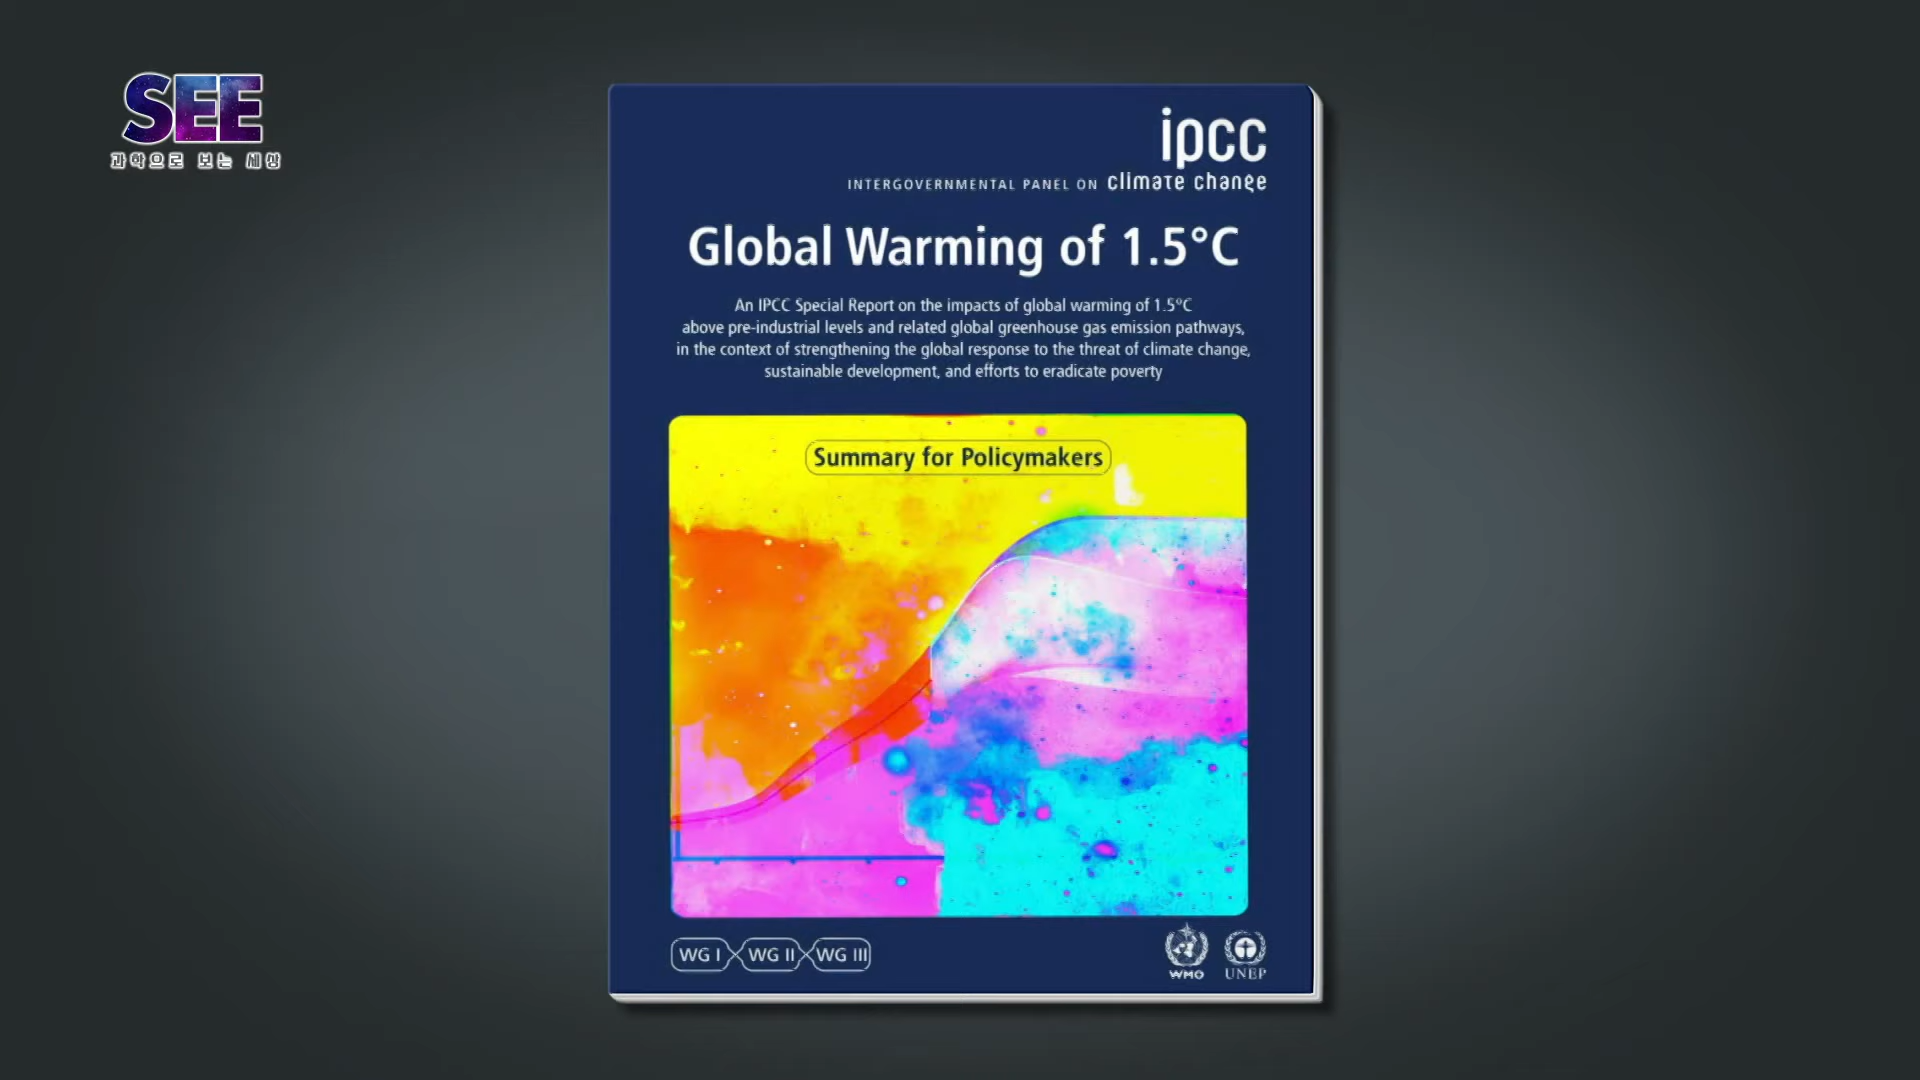 SEE
과학으로 보는 세상
ipcc
INTERGOVERNMENTAL PANEL ON climate change
Global Warming of 1.5°C
An IPCC Special Report on the impacts of global warming of 1.5°C
above pre-industrial levels and related global greenhouse gas emission pathways,
in the context of strengthening the global response to the threat of climate change,
sustainable development, and efforts to eradicate poverty
Summary for Policymakers
WG I WG II WG III
WMO UNEP